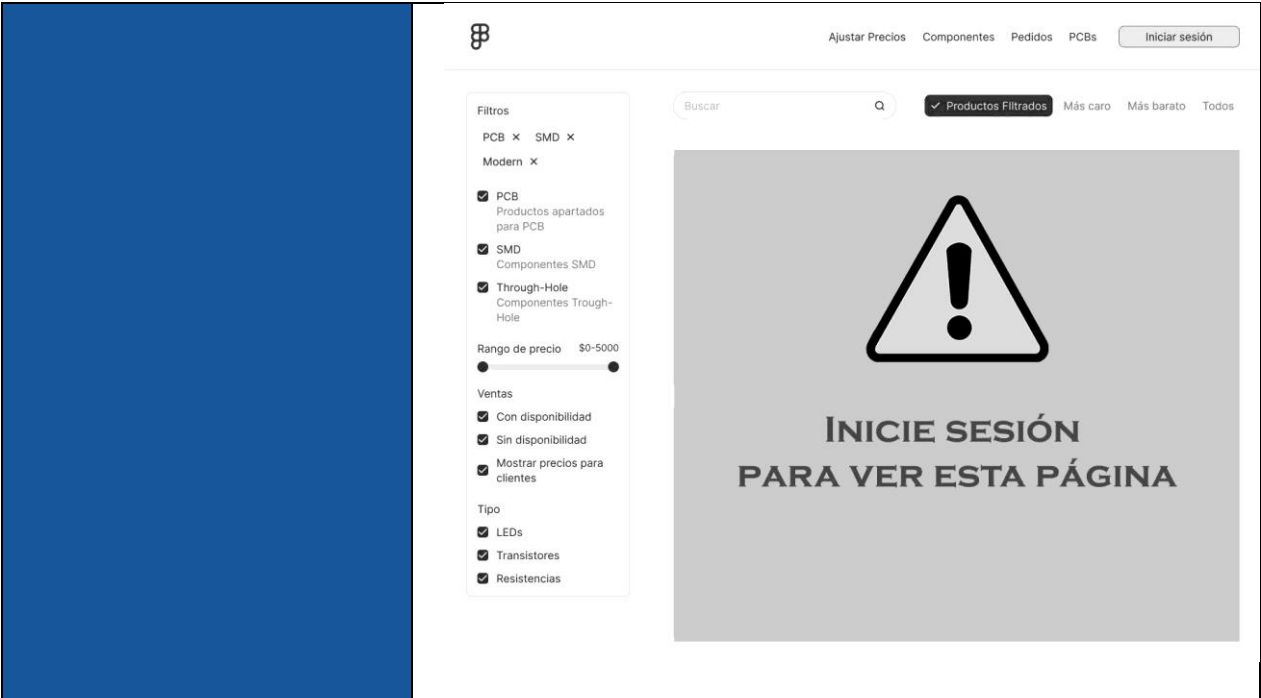 Ajustar Precios Componentes Pedidos PCBs Iniciar sesión
Filtros
PCB × SMD ×
Modern ×
PCB
Productos apartados
para PCB
SMD
Componentes SMD
Through-Hole
Componentes Trough-
Hole
Rango de precio $0-5000
Ventas
Con disponibilidad
Sin disponibilidad
Mostrar precios para
clientes
Tipo
LEDs
Transistores
Resistencias
Buscar
Productos FIltrados Más caro Más barato Todos
INICIE SESIÓN
PARA VER ESTA PÁGINA